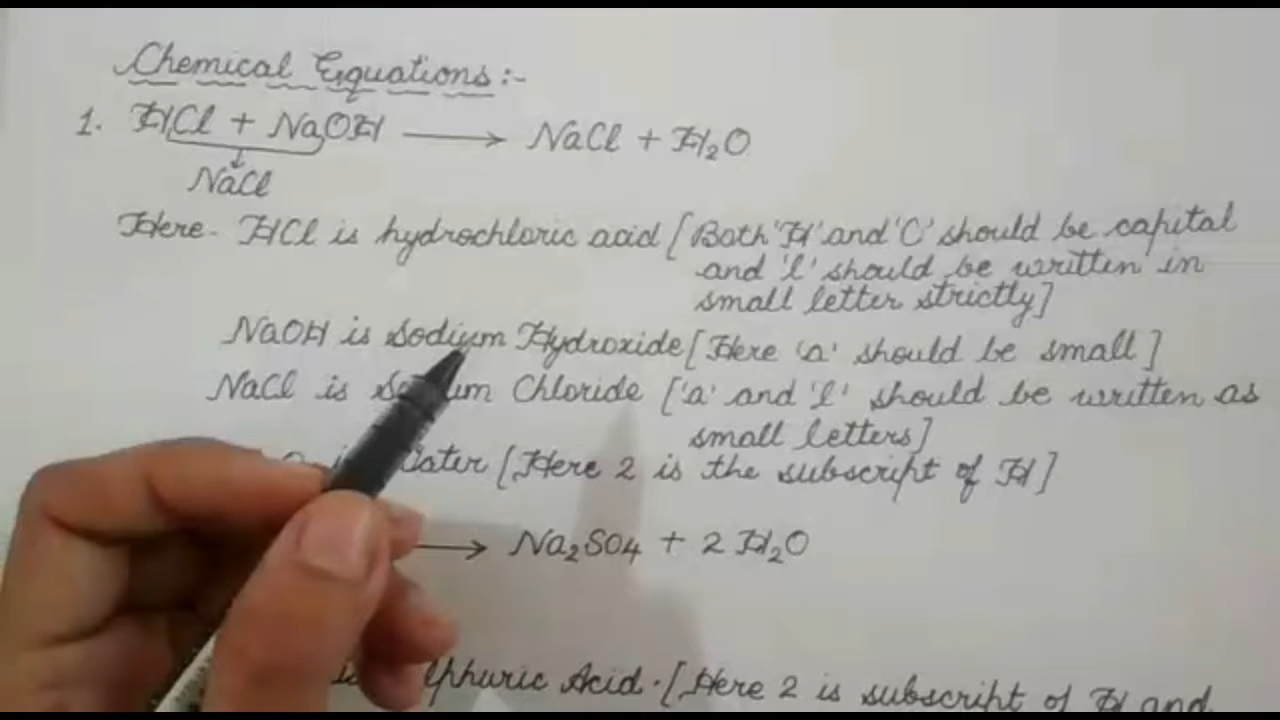 Chemical Equations:-
1. HCl + NaOH → NaCl + H₂O
NaCl
Here- HCl is hydrochloric acid [Both 'H' and 'C' should be capital
and 'l' should be written in
small letter strictly]
NaOH is Sodium Hydroxide [Here 'a' should be small]
NaCl is Chloride ['a' and 'l' should be written as
small letters]
[Here 2 is the subscript of H]
→ Na₂SO₄ + 2 H₂O
Acid. [Here 2 is subscript of H and